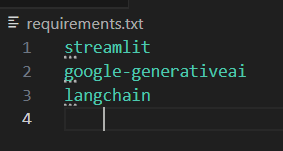 requirements.txt
1 streamlit
2 google-generativeai
3 langchain
4